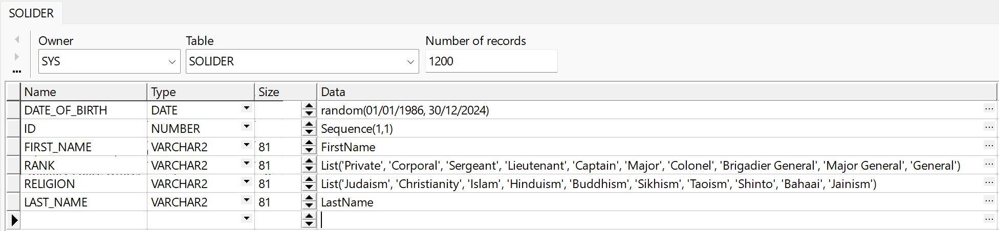 SOLIDER
Owner Table Number of records
SYS SOLIDER 1200
Name Type Size Data
DATE_OF_BIRTH DATE random(01/01/1986, 30/12/2024)
ID NUMBER Sequence(1,1)
FIRST_NAME VARCHAR2 81 FirstName
RANK VARCHAR2 81 List('Private', 'Corporal', 'Sergeant', 'Lieutenant', 'Captain', 'Major', 'Colonel', 'Brigadier General', 'Major General', 'General')
RELIGION VARCHAR2 81 List('Judaism', 'Christianity', 'Islam', 'Hinduism', 'Buddhism', 'Sikhism', 'Taoism', 'Shinto', 'Bahaai', 'Jainism')
LAST_NAME VARCHAR2 81 LastName